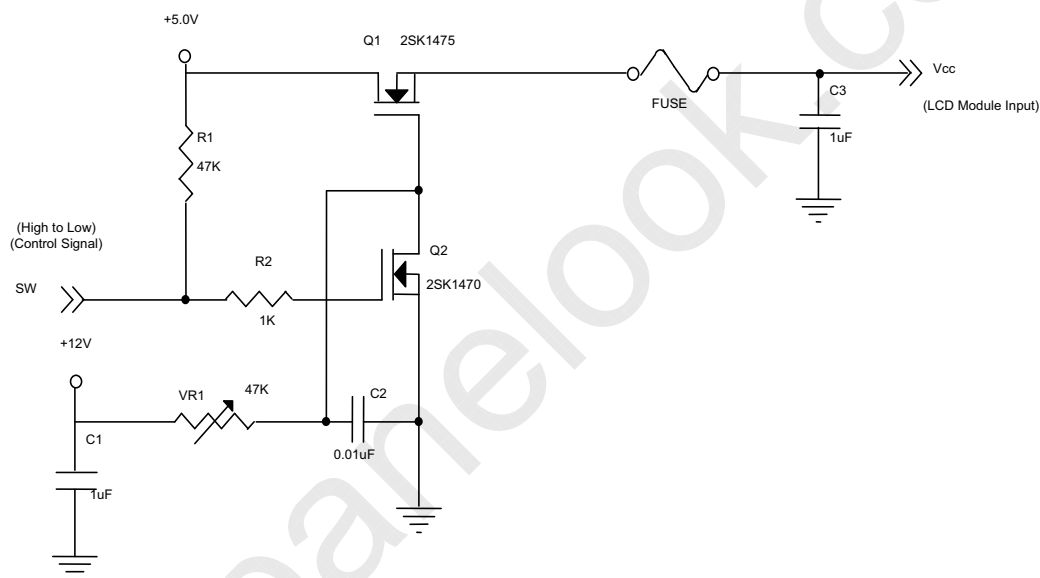 +5.0V
Q1 2SK1475
Vcc
FUSE
C3
(LCD Module Input)
R1
1uF
47K
(High to Low)
(Control Signal)
Q2
R2
2SK1470
SW
1K
+12V
VR1
47K
C2
C1
0.01uF
1uF
panelook.c